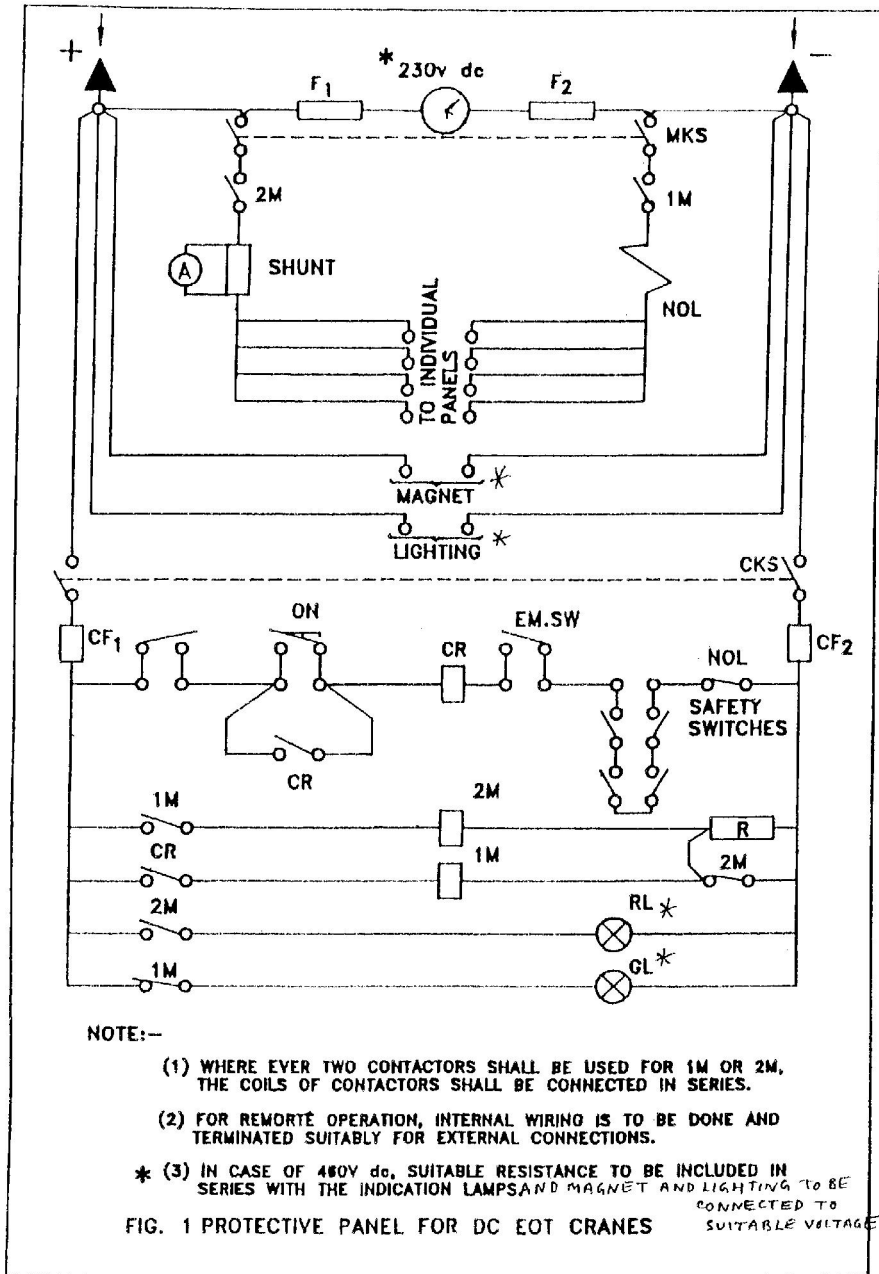 + * 230v dc −
F1 F2
MKS
2M 1M
A SHUNT
NOL
TO INDIVIDUAL
PANELS
MAGNET *
LIGHTING *
CKS
ON EM.SW
CF1 CR NOL CF2
SAFETY
SWITCHES
CR
1M 2M
R
CR 1M 2M
2M RL *
1M GL *
NOTE:—
(1) WHERE EVER TWO CONTACTORS SHALL BE USED FOR 1M OR 2M,
THE COILS OF CONTACTORS SHALL BE CONNECTED IN SERIES.
(2) FOR REMORTE OPERATION, INTERNAL WIRING IS TO BE DONE AND
TERMINATED SUITABLY FOR EXTERNAL CONNECTIONS.
* (3) IN CASE OF 460V dc, SUITABLE RESISTANCE TO BE INCLUDED IN
SERIES WITH THE INDICATION LAMPS AND MAGNET AND LIGHTING TO BE
CONNECTED TO
SUITABLE VOLTAGE
FIG. 1 PROTECTIVE PANEL FOR DC EOT CRANES